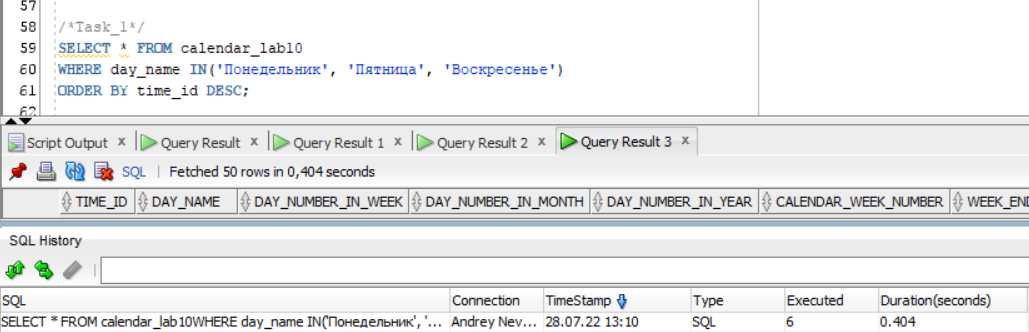 57
58 /*Task_1*/
59 SELECT * FROM calendar_lab10
60 WHERE day_name IN('Понедельник', 'Пятница', 'Воскресенье')
61 ORDER BY time_id DESC;
62
Script Output x Query Result x Query Result 1 x Query Result 2 x Query Result 3 x
SQL | Fetched 50 rows in 0,404 seconds
TIME_ID DAY_NAME DAY_NUMBER_IN_WEEK DAY_NUMBER_IN_MONTH DAY_NUMBER_IN_YEAR CALENDAR_WEEK_NUMBER WEEK_END
SQL History
SQL Connection TimeStamp Type Executed Duration(seconds)
SELECT * FROM calendar_lab10WHERE day_name IN('Понедельник', '... Andrey Nev... 28.07.22 13:10 SQL 6 0.404